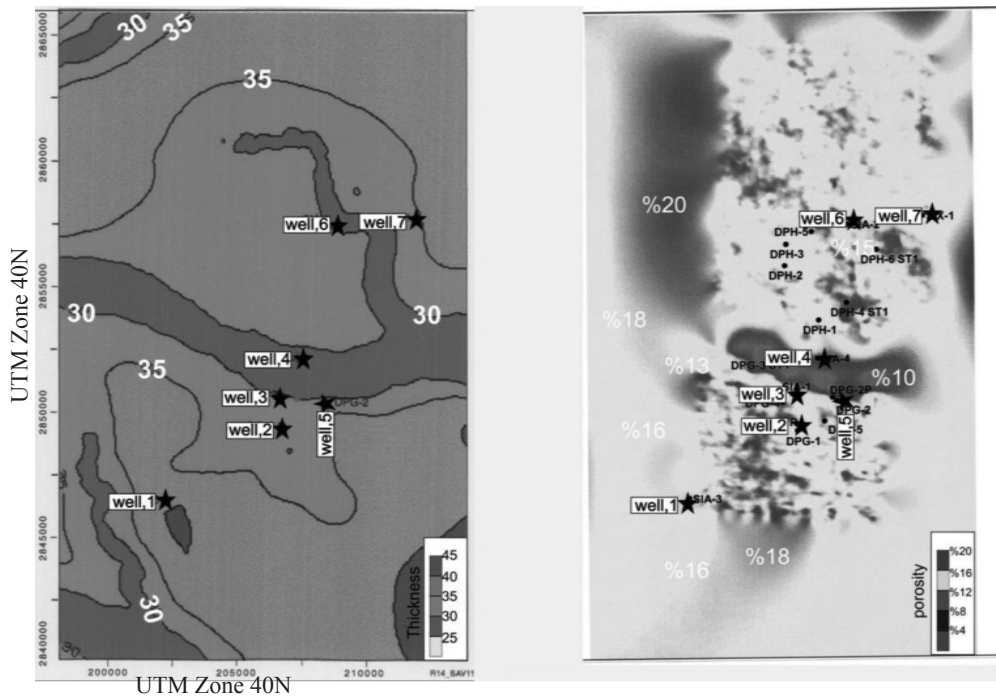 30
35
35
30
30
35
30
30
2865000
2860000
2855000
2850000
2845000
2840000
200000
205000
210000
UTM Zone 40N
UTM Zone 40N
well,6
well,7
well,4
well,3
well,5
DPG-2
well,2
well,1
Thickness
45
40
35
30
25
R14_SAV11
%20
well,6
well,7
DPH-5
DPH-3
%15
DPH-6 ST1
DPH-2
DPH-4 ST1
%18
DPH-1
%13
well,4
%10
SIA-1
DPG-2P
well,3
DPG-2
%16
well,2
DPG-1
well,5
well,1
SIA-3
%18
%16
porosity
%20
%16
%12
%8
%4